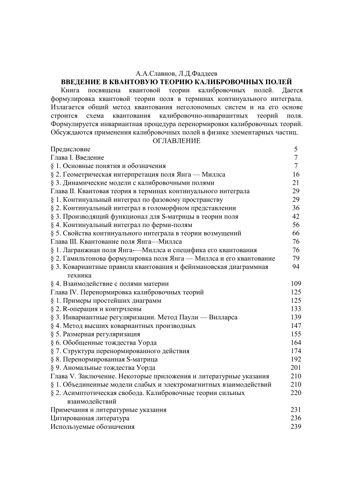 А.А.Славнов, Л.Д.Фаддеев
ВВЕДЕНИЕ В КВАНТОВУЮ ТЕОРИЮ КАЛИБРОВОЧНЫХ ПОЛЕЙ
Книга посвящена квантовой теории калибровочных полей. Дается
формулировка квантовой теории поля в терминах континуального интеграла.
Излагается общий метод квантования неголономных систем и на его основе
строится схема квантования калибровочно-инвариантных теорий поля.
Формулируется инвариантная процедура перенормировки калибровочных теорий.
Обсуждаются применения калибровочных полей в физике элементарных частиц.
ОГЛАВЛЕНИЕ
Предисловие 5
Глава I. Введение 7
§ 1. Основные понятия и обозначения 7
§ 2. Геометрическая интерпретация поля Янга — Миллса 16
§ 3. Динамические модели с калибровочными полями 21
Глава II. Квантовая теория в терминах континуального интеграла 29
§ 1. Континуальный интеграл по фазовому пространству 29
§ 2. Континуальный интеграл в голоморфном представлении 36
§ 3. Производящий функционал для S-матрицы в теории поля 42
§ 4. Континуальный интеграл по ферми-полям 56
§ 5. Свойства континуального интеграла в теории возмущений 66
Глава III. Квантование поля Янга—Миллса 76
§ 1. Лагранжиан поля Янга-—Миллса и специфика его квантования 76
§ 2. Гамильтонова формулировка поля Янга — Миллса и его квантование 79
§ 3. Ковариантные правила квантования и фейнмановская диаграммная 94
техника
§ 4. Взаимодействие с полями материи 109
Глава IV. Перенормировка калибровочных теорий 125
§ 1. Примеры простейших диаграмм 125
§ 2. R-операция и контрчлены 133
§ 3. Инвариантные регуляризации. Метод Паули — Вилларса 139
§ 4. Метод высших ковариантных производных 147
§ 5. Размерная регуляризация 155
§ 6. Обобщенные тождества Уорда 164
§ 7. Структура перенормированного действия 174
§ 8. Перенормированная S-матрица 192
§ 9. Аномальные тождества Уорда 201
Глава V. Заключение. Некоторые приложения и литературные указания 210
§ 1. Объединенные модели слабых и электромагнитных взаимодействий 210
§ 2. Асимптотическая свобода. Калибровочные теории сильных 220
взаимодействий
Примечания и литературные указания 231
Цитированная литература 236
Используемые обозначения 239